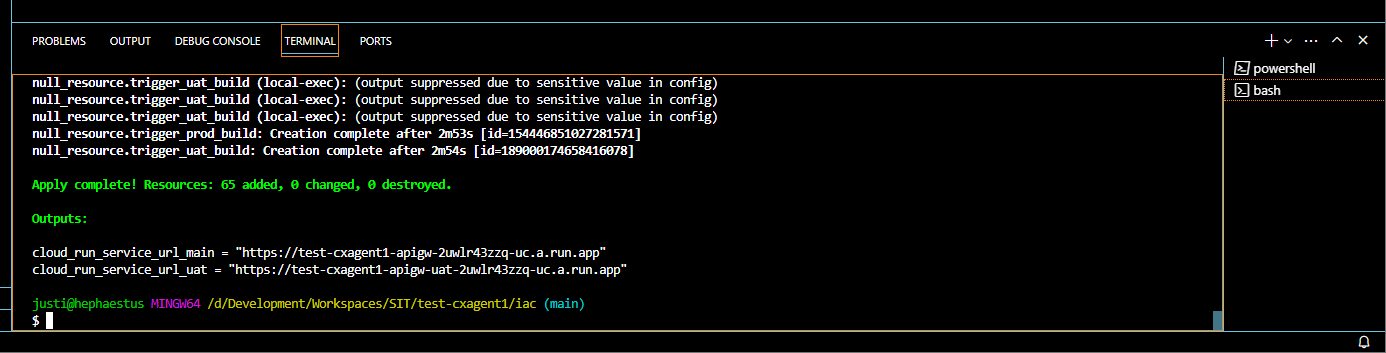 PROBLEMS OUTPUT DEBUG CONSOLE TERMINAL PORTS
null_resource.trigger_uat_build (local-exec): (output suppressed due to sensitive value in config)
null_resource.trigger_uat_build (local-exec): (output suppressed due to sensitive value in config)
null_resource.trigger_uat_build (local-exec): (output suppressed due to sensitive value in config)
null_resource.trigger_prod_build: Creation complete after 2m53s [id=154446851027281571]
null_resource.trigger_uat_build: Creation complete after 2m54s [id=189000174658416078]
Apply complete! Resources: 65 added, 0 changed, 0 destroyed.
Outputs:
cloud_run_service_url_main = "https://test-cxagent1-apigw-2uwlr43zzq-uc.a.run.app"
cloud_run_service_url_uat = "https://test-cxagent1-apigw-uat-2uwlr43zzq-uc.a.run.app"
justi@hephaestus MINGW64 /d/Development/Workspaces/SIT/test-cxagent1/iac (main)
$
powershell
bash